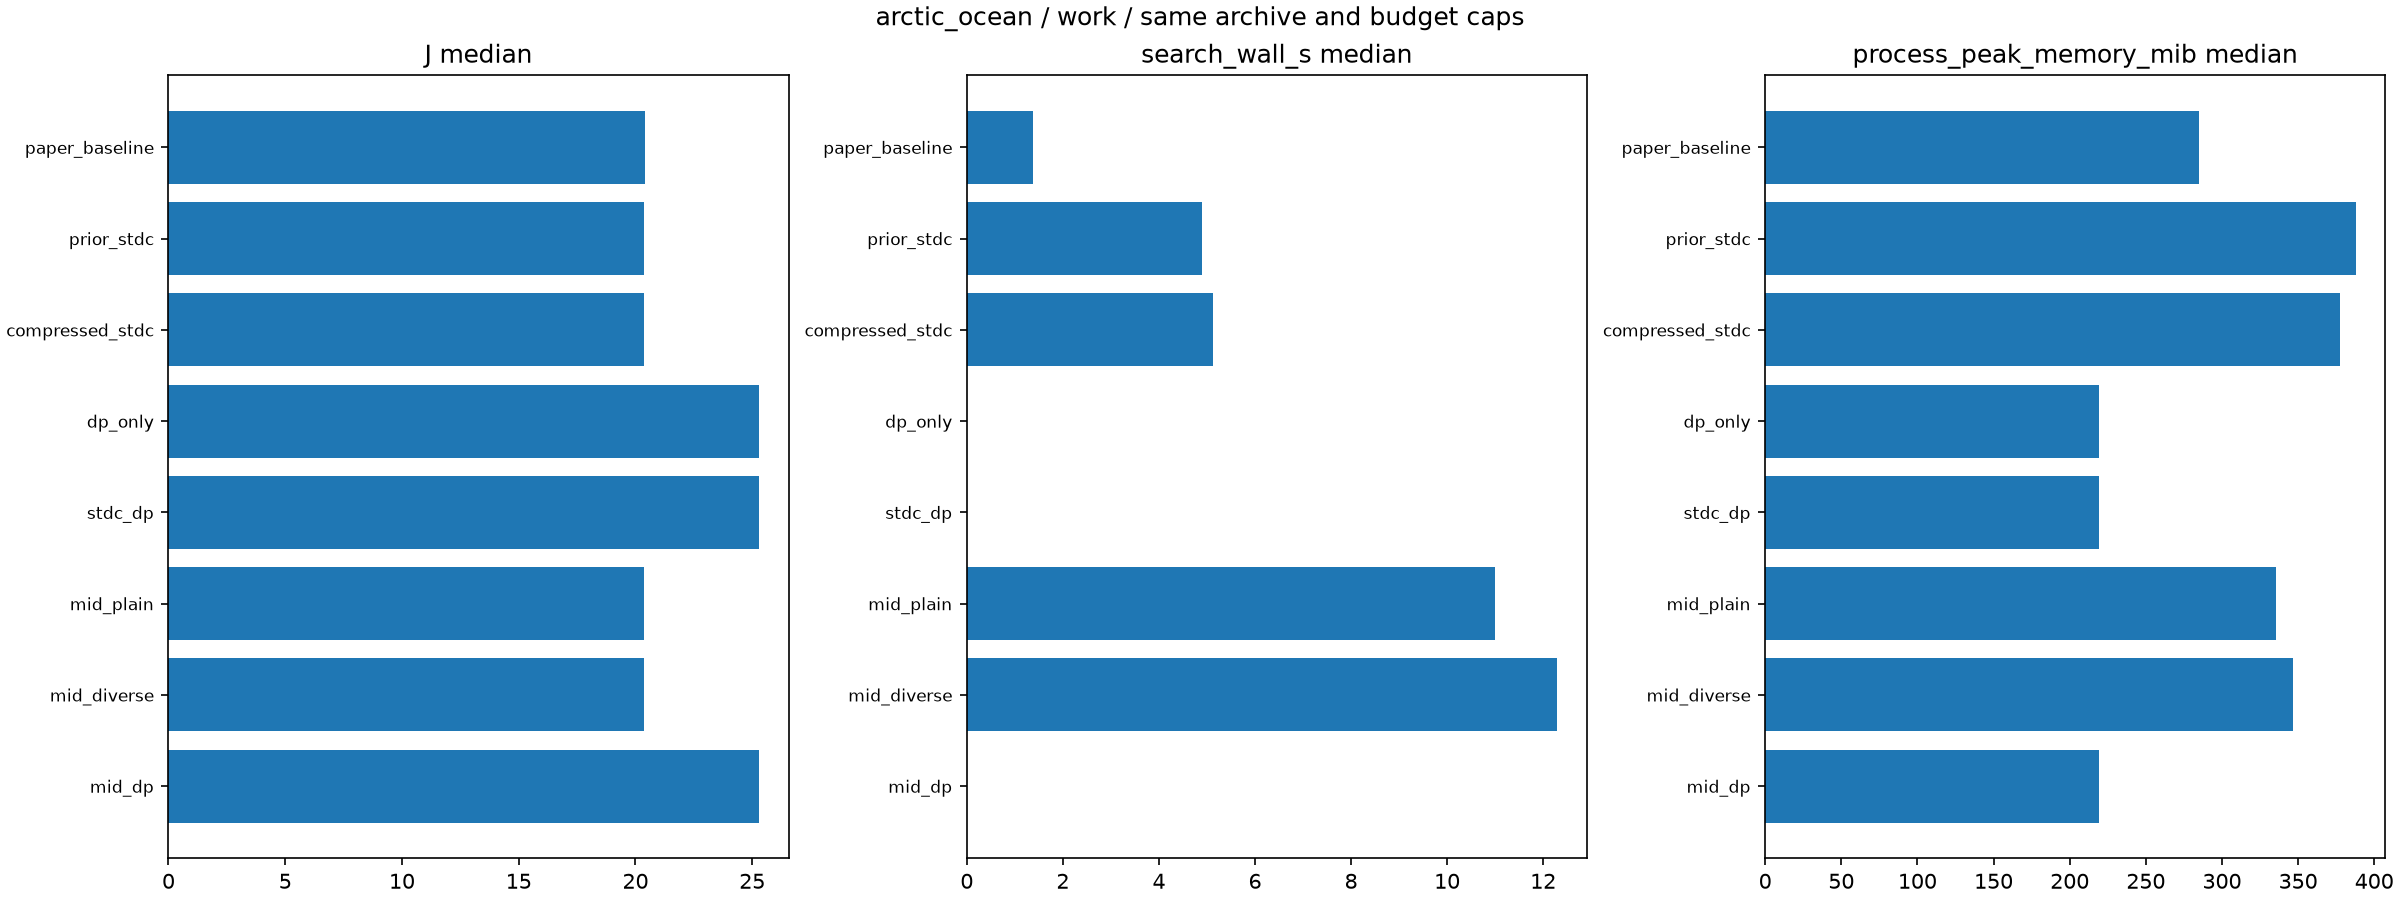 arctic_ocean / work / same archive and budget caps
J median
paper_baseline
prior_stdc
compressed_stdc
dp_only
stdc_dp
mid_plain
mid_diverse
mid_dp
0 5 10 15 20 25
search_wall_s median
paper_baseline
prior_stdc
compressed_stdc
dp_only
stdc_dp
mid_plain
mid_diverse
mid_dp
0 2 4 6 8 10 12
process_peak_memory_mib median
paper_baseline
prior_stdc
compressed_stdc
dp_only
stdc_dp
mid_plain
mid_diverse
mid_dp
0 50 100 150 200 250 300 350 400